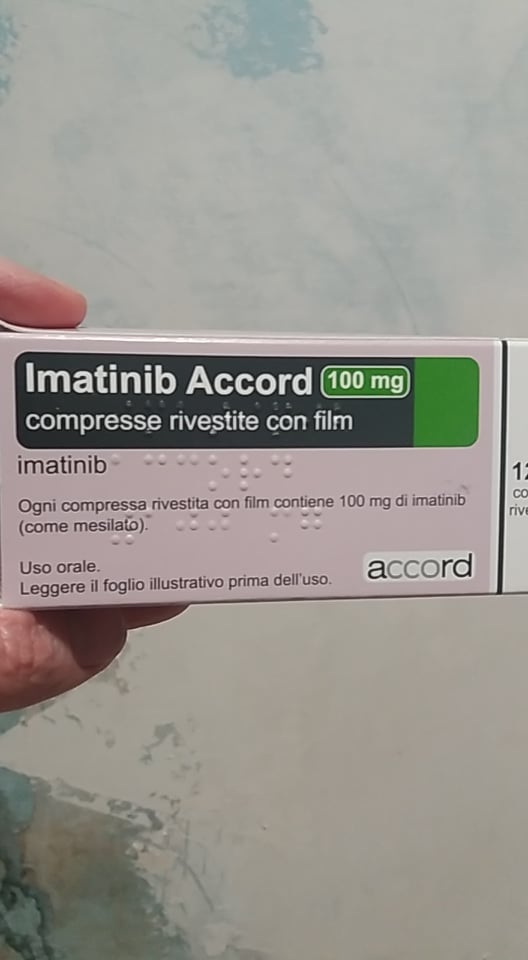 Imatinib Accord 100 mg
compresse rivestite con film
imatinib
Ogni compressa rivestita con film contiene 100 mg di imatinib
(come mesilato).
Uso orale.
Leggere il foglio illustrativo prima dell'uso.
accord